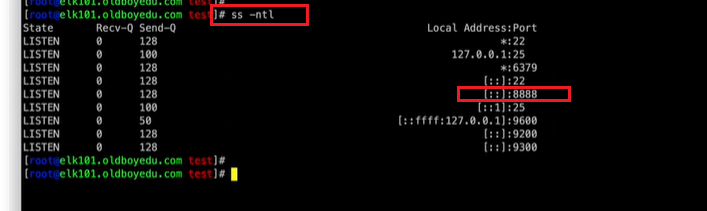 [root@elk101.oldboyedu.com test]#
[root@elk101.oldboyedu.com test]# ss -ntl
State Recv-Q Send-Q Local Address:Port
LISTEN 0 128 *:22
LISTEN 0 100 127.0.0.1:25
LISTEN 0 128 *:6379
LISTEN 0 128 [::]:22
LISTEN 0 128 [::]:8888
LISTEN 0 100 [::1]:25
LISTEN 0 50 [::ffff:127.0.0.1]:9600
LISTEN 0 128 [::]:9200
LISTEN 0 128 [::]:9300
[root@elk101.oldboyedu.com test]#
[root@elk101.oldboyedu.com test]#